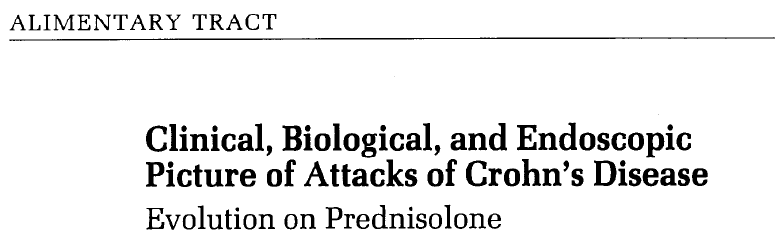 ALIMENTARY TRACT
Clinical, Biological, and Endoscopic
Picture of Attacks of Crohn's Disease
Evolution on Prednisolone